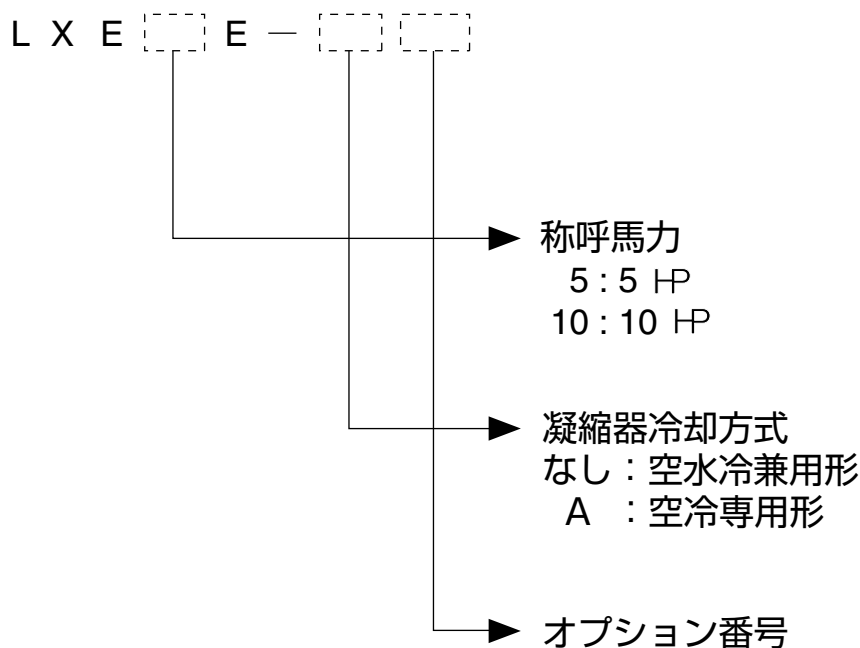 L X E E －
称呼馬力
5 : 5 HP
10 : 10 HP
凝縮器冷却方式
なし：空水冷兼用形
A ：空冷専用形
オプション番号